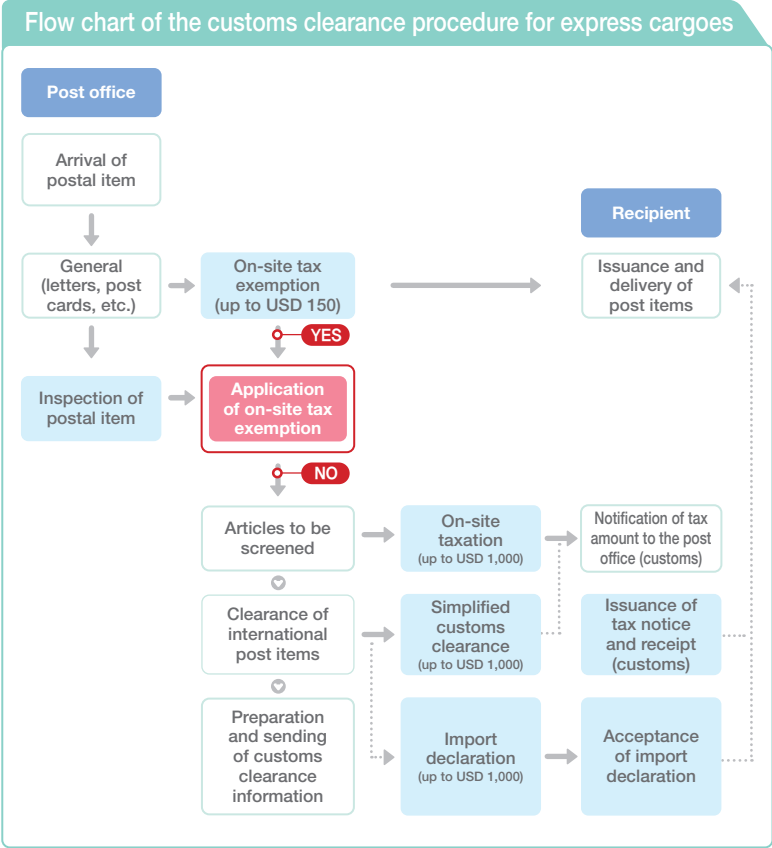 Flow chart of the customs clearance procedure for express cargoes
Post office
Arrival of
postal item
Recipient
General
(letters, post
cards, etc.)
On-site tax
exemption
(up to USD 150)
Issuance and
delivery of
post items
YES
Inspection of
postal item
Application
of on-site tax
exemption
NO
Articles to be
screened
On-site
taxation
(up to USD 1,000)
Notification of tax
amount to the post
office (customs)
Clearance of
international
post items
Simplified
customs
clearance
(up to USD 1,000)
Issuance of
tax notice
and receipt
(customs)
Preparation
and sending
of customs
clearance
information
Import
declaration
(up to USD 1,000)
Acceptance
of import
declaration